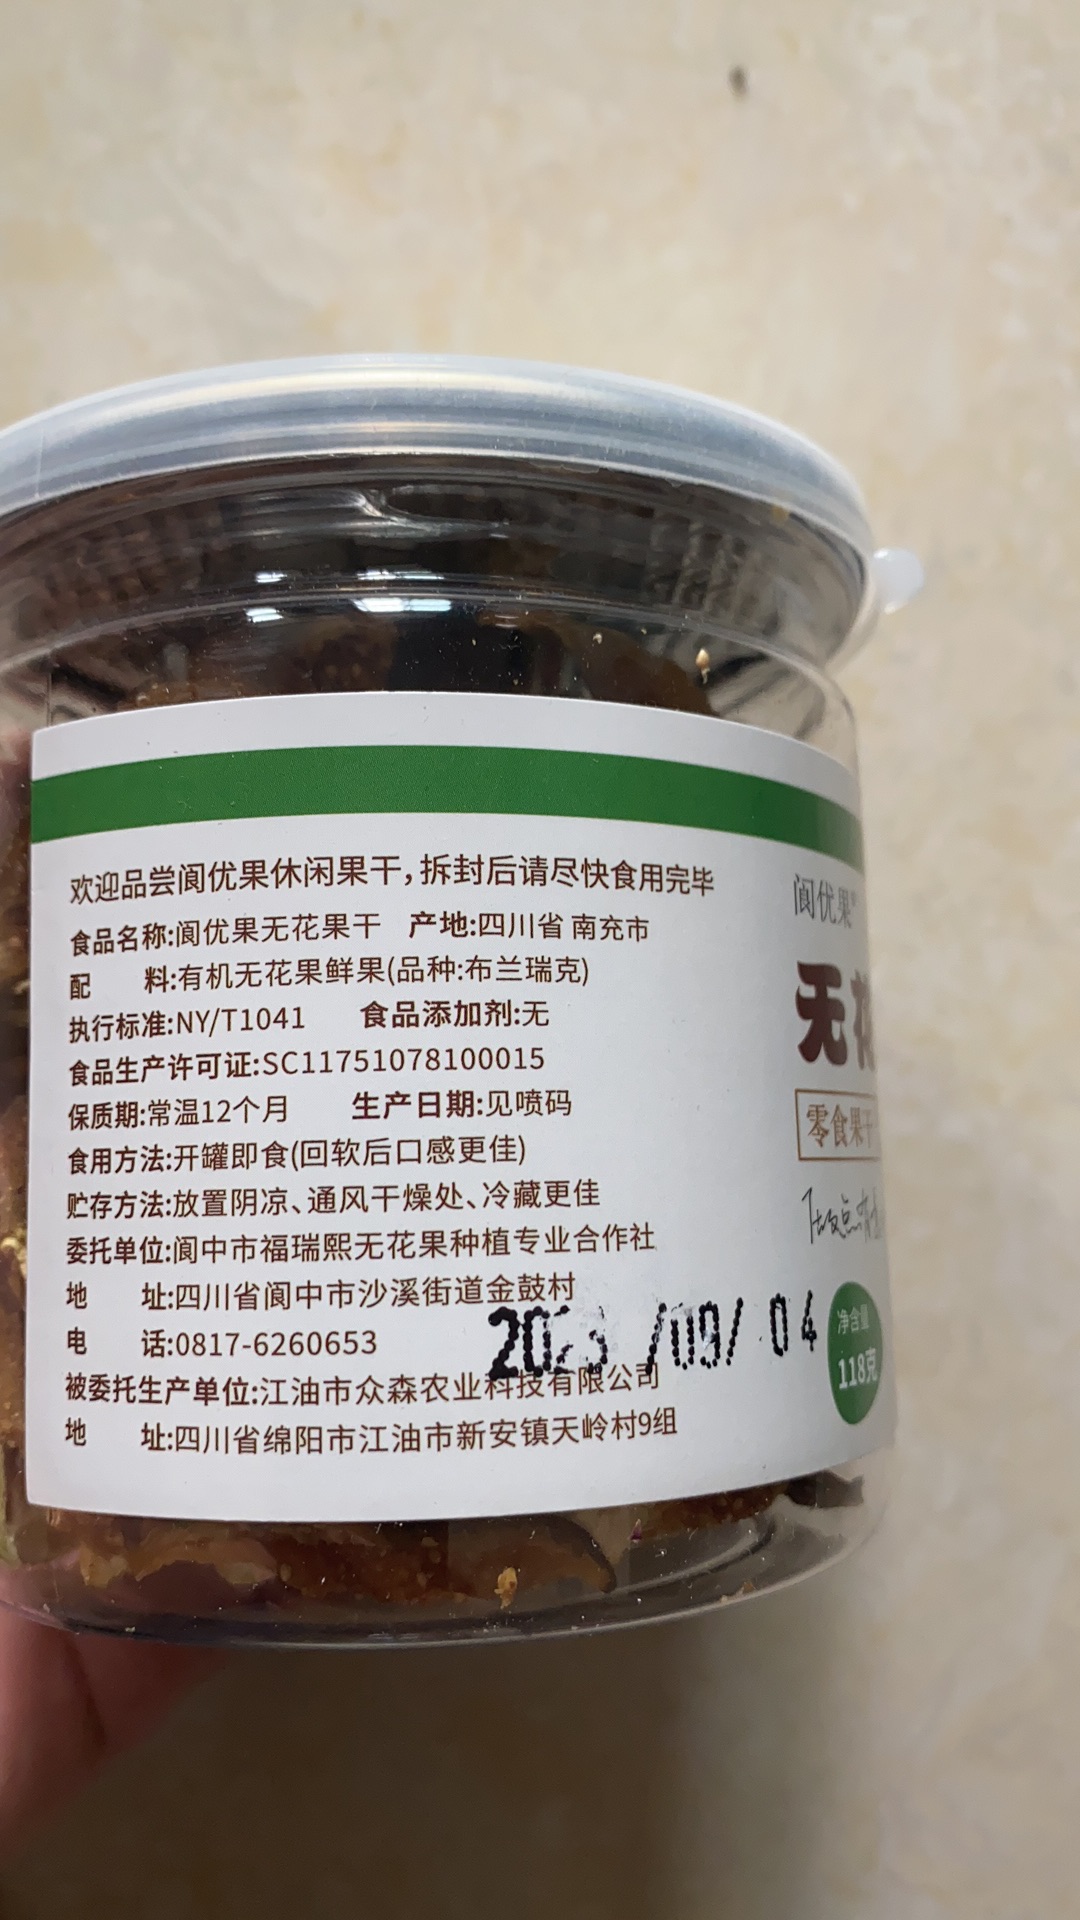 欢迎品尝阆优果休闲果干,拆封后请尽快食用完毕
食品名称:阆优果无花果干 产地:四川省 南充市
配 料:有机无花果鲜果(品种:布兰瑞克)
执行标准:NY/T1041 食品添加剂:无
食品生产许可证:SC11751078100015
保质期:常温12个月 生产日期:见喷码
食用方法:开罐即食(回软后口感更佳)
贮存方法:放置阴凉、通风干燥处、冷藏更佳
委托单位:阆中市福瑞熙无花果种植专业合作社
地 址:四川省阆中市沙溪街道金鼓村
电 话:0817-6260653
被委托生产单位:江油市众森农业科技有限公司
地 址:四川省绵阳市江油市新安镇天岭村9组
2023/09/04
阆优果
无花
零食果干
净含量
118克